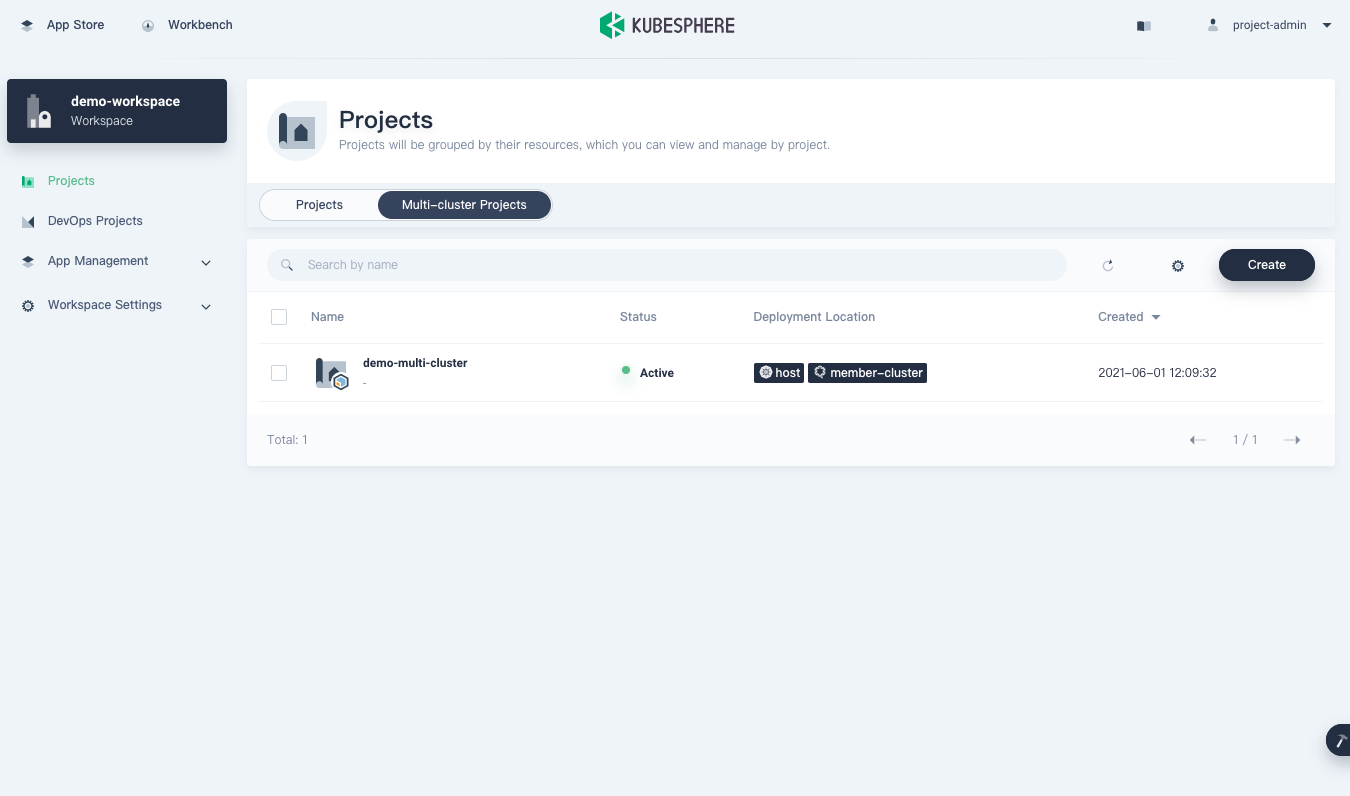 App Store
Workbench
KUBESPHERE
project-admin
demo-workspace
Workspace
Projects
DevOps Projects
App Management
Workspace Settings
Projects
Projects will be grouped by their resources, which you can view and manage by project.
Projects
Multi-cluster Projects
Search by name
Create
Name
Status
Deployment Location
Created
demo-multi-cluster
-
Active
host
member-cluster
2021-06-01 12:09:32
Total: 1
1 / 1